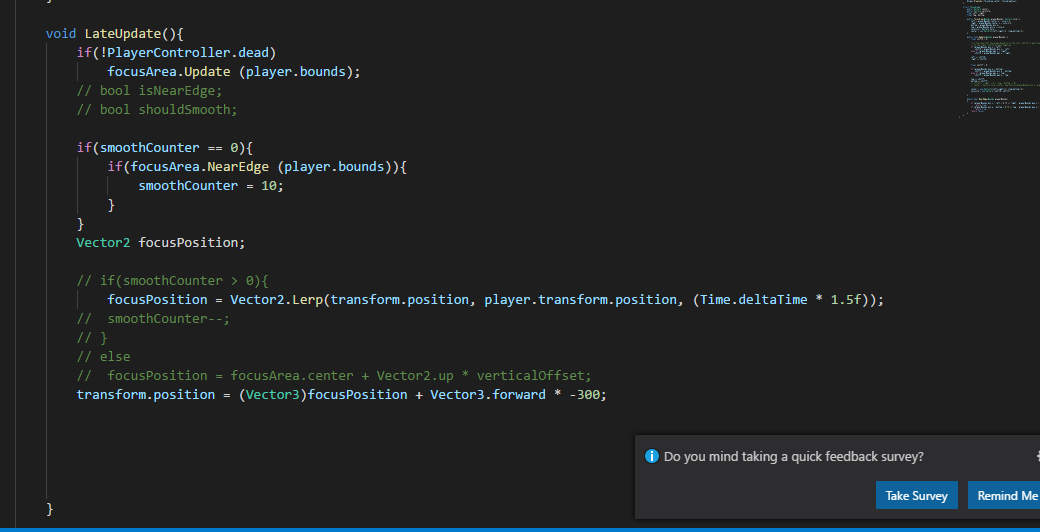 }
void LateUpdate(){
if(!PlayerController.dead)
focusArea.Update (player.bounds);
// bool isNearEdge;
// bool shouldSmooth;
if(smoothCounter == 0){
if(focusArea.NearEdge (player.bounds)){
smoothCounter = 10;
}
}
Vector2 focusPosition;
// if(smoothCounter > 0){
focusPosition = Vector2.Lerp(transform.position, player.transform.position, (Time.deltaTime * 1.5f));
//  smoothCounter--;
// }
// else
//  focusPosition = focusArea.center + Vector2.up * verticalOffset;
transform.position = (Vector3)focusPosition + Vector3.forward * -300;
}
Do you mind taking a quick feedback survey?
Take Survey
Remind Me